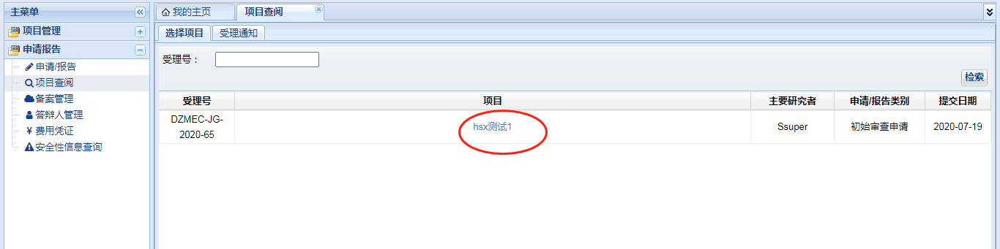 主菜单
项目管理
申请报告
申请/报告
项目查阅
备案管理
答辩人管理
¥ 费用凭证
安全性信息查询
我的主页 项目查阅
选择项目 受理通知
受理号：
检索
受理号 项目 主要研究者 申请/报告类别 提交日期
DZMEC-JG-
2020-65 hsx测试1 Ssuper 初始审查申请 2020-07-19